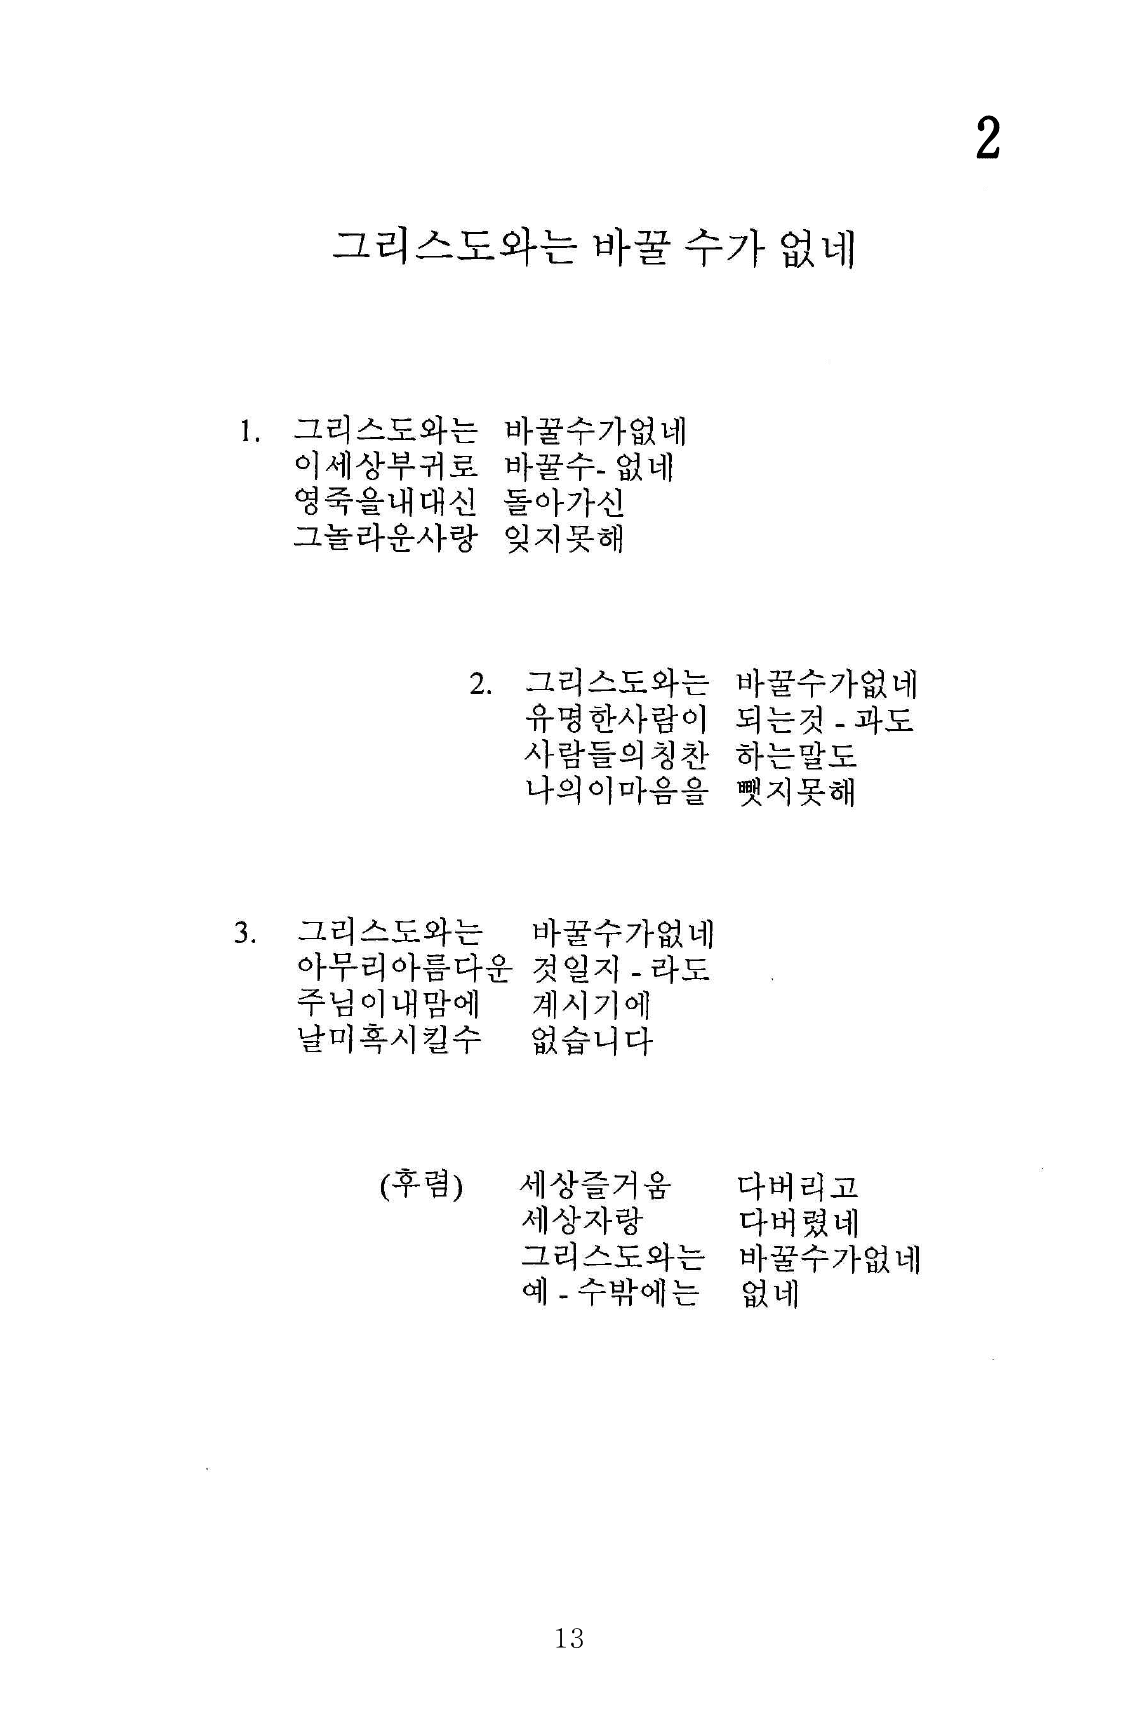 2
그리스도와는 바꿀 수가 없네
1. 그리스도와는 바꿀수가없네
이세상부귀로 바꿀수- 없네
영죽을내대신 돌아가신
그놀라운사랑 잊지못해
2. 그리스도와는 바꿀수가없네
유명한사람이 되는것 - 과도
사람들의칭찬 하는말도
나의이마음을 뺏지못해
3. 그리스도와는 바꿀수가없네
아무리아름다운 것일지 - 라도
주님이내맘에 계시기에
날미혹시킬수 없습니다
(후렴) 세상즐거움 다버리고
세상자랑 다버렸네
그리스도와는 바꿀수가없네
예 - 수밖에는 없네
13